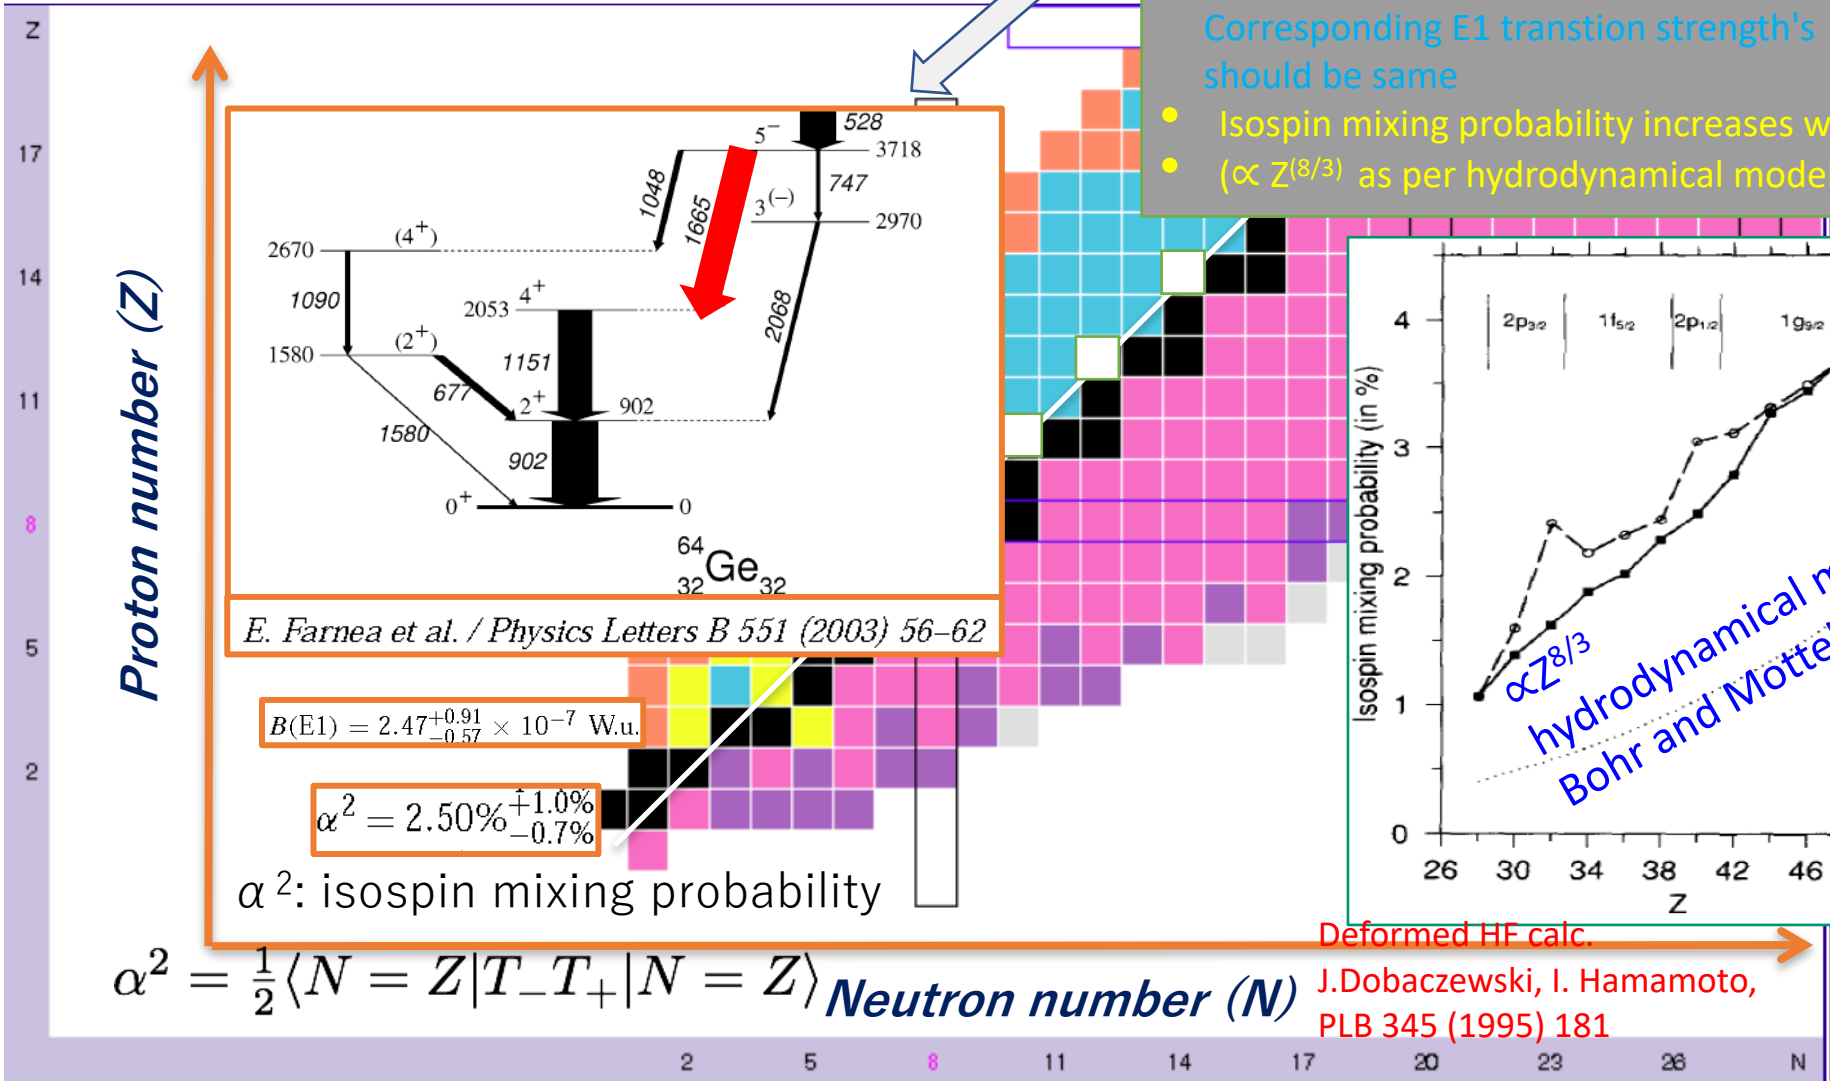 Z
17
14
11
8
5
2
Proton number (Z)
Corresponding E1 transtion strength's
should be same
• Isospin mixing probability increases w
• (∝ Z^(8/3) as per hydrodynamical mode
5⁻
528
3718
1048
1665
747
3⁽⁻⁾
2970
2670
(4⁺)
1090
2053
4⁺
2068
1580
(2⁺)
1151
677
2⁺
902
1580
902
0⁺
0
⁶⁴₃₂Ge₃₂
E. Farnea et al. / Physics Letters B 551 (2003) 56–62
B(E1) = 2.47^{+0.91}_{−0.57} × 10⁻⁷ W.u.
α² = 2.50%^{+1.0%}_{−0.7%}
α²: isospin mixing probability
α² = ½⟨N = Z|T₋T₊|N = Z⟩
Neutron number (N)
Isospin mixing probability (in %)
4
3
2
1
0
2p₃/₂
1f₅/₂
2p₁/₂
1g₉/₂
∝Z^8/3
hydrodynamical m
Bohr and Motte
26 30 34 38 42 46
Z
Deformed HF calc.
J.Dobaczewski, I. Hamamoto,
PLB 345 (1995) 181
2 5 8 11 14 17 20 23 26 N